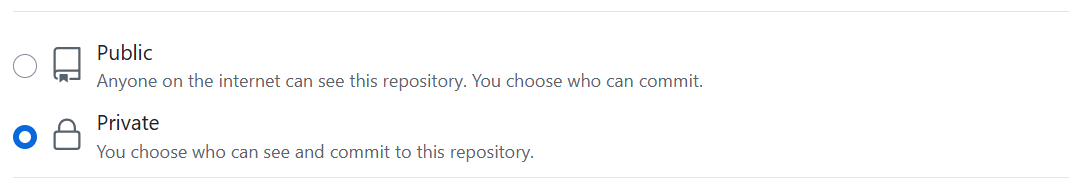 Public
Anyone on the internet can see this repository. You choose who can commit.
Private
You choose who can see and commit to this repository.